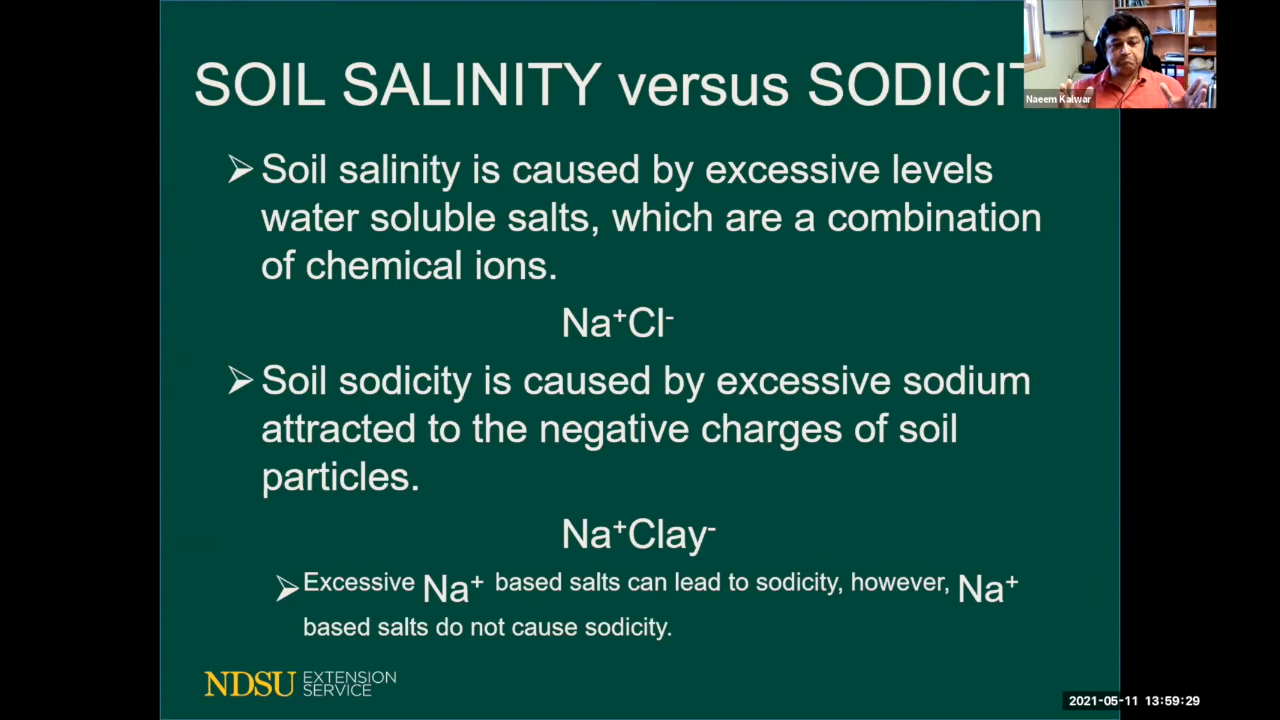 SOIL SALINITY versus SODICIT
Naeem Kalwar
Soil salinity is caused by excessive levels
water soluble salts, which are a combination
of chemical ions.
Na⁺Cl⁻
Soil sodicity is caused by excessive sodium
attracted to the negative charges of soil
particles.
Na⁺Clay⁻
Excessive Na⁺ based salts can lead to sodicity, however, Na⁺
based salts do not cause sodicity.
NDSU EXTENSION
SERVICE
2021-05-11 13:59:29